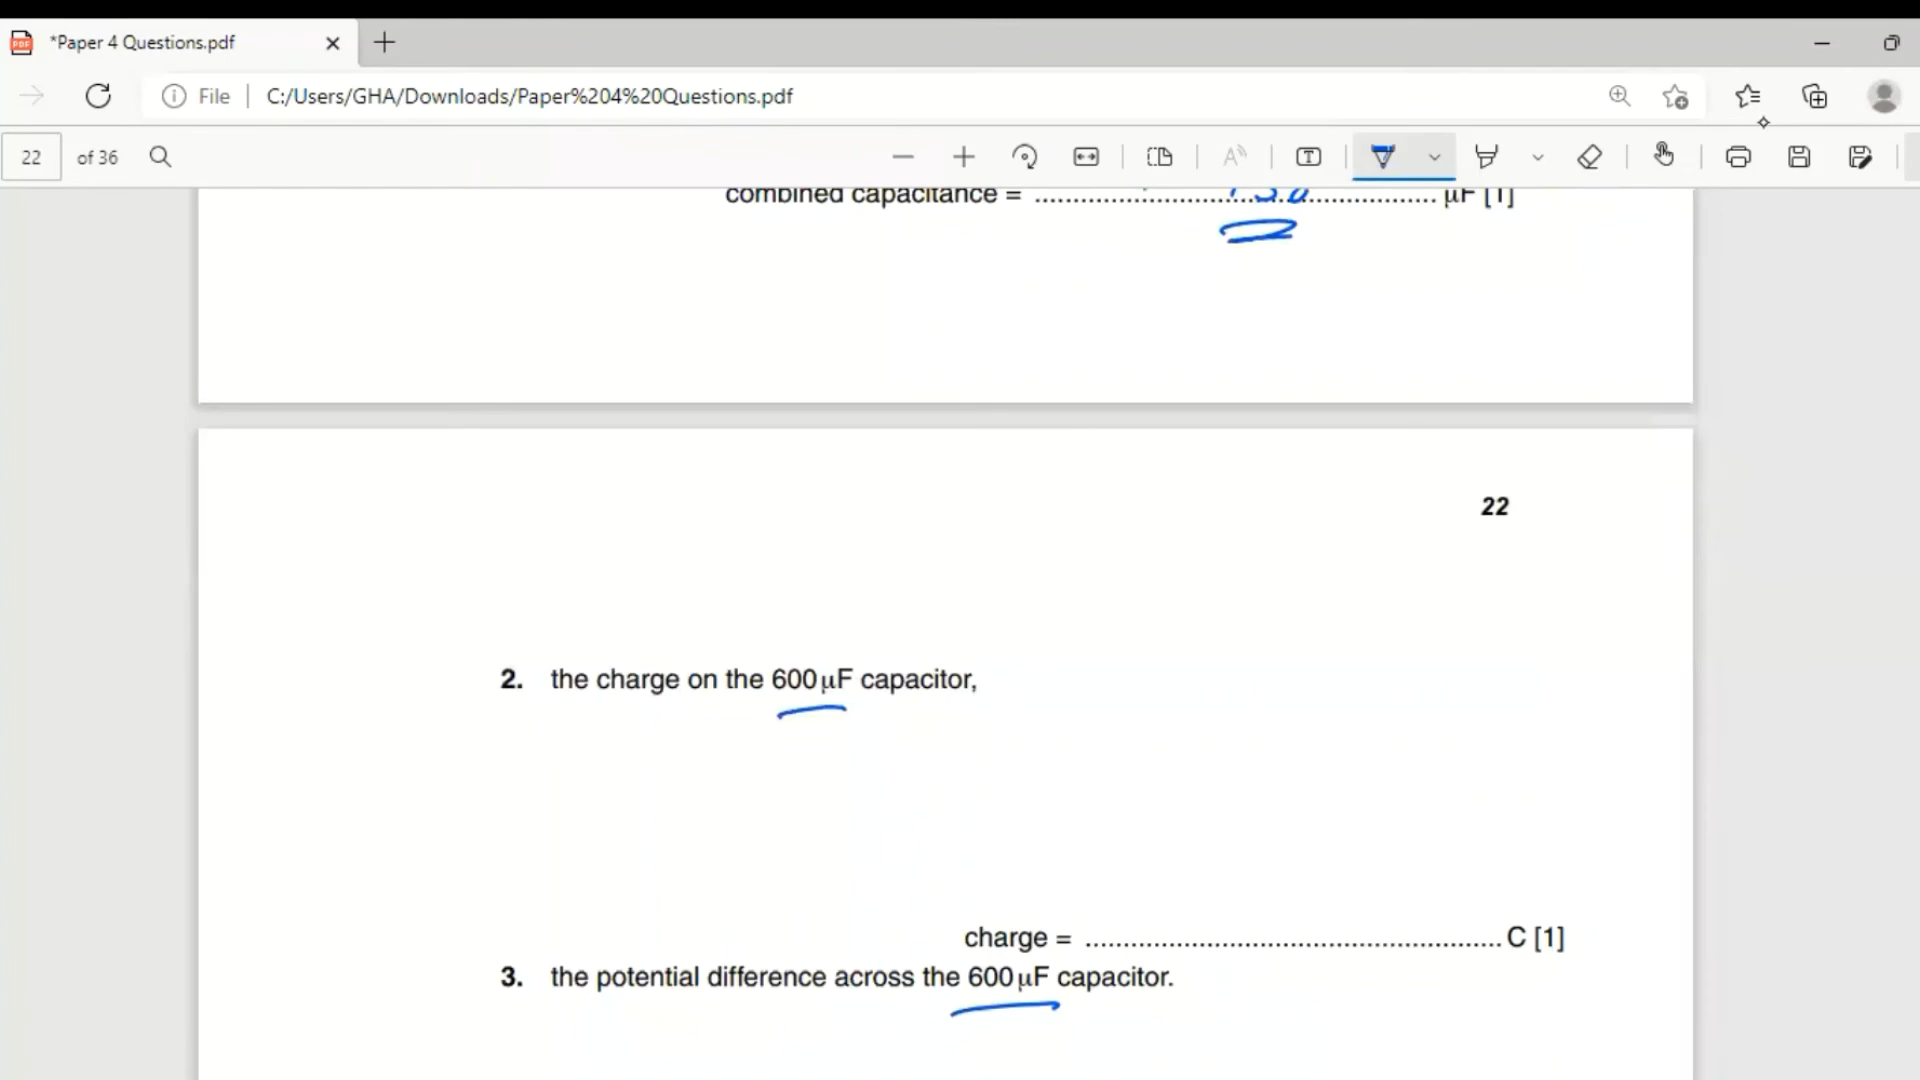 *Paper 4 Questions.pdf
File
C:/Users/GHA/Downloads/Paper%204%20Questions.pdf
22 of 36
combined capacitance = ........................................ µF [1]
22
2. the charge on the 600 µF capacitor,
charge = ........................................................ C [1]
3. the potential difference across the 600 µF capacitor.